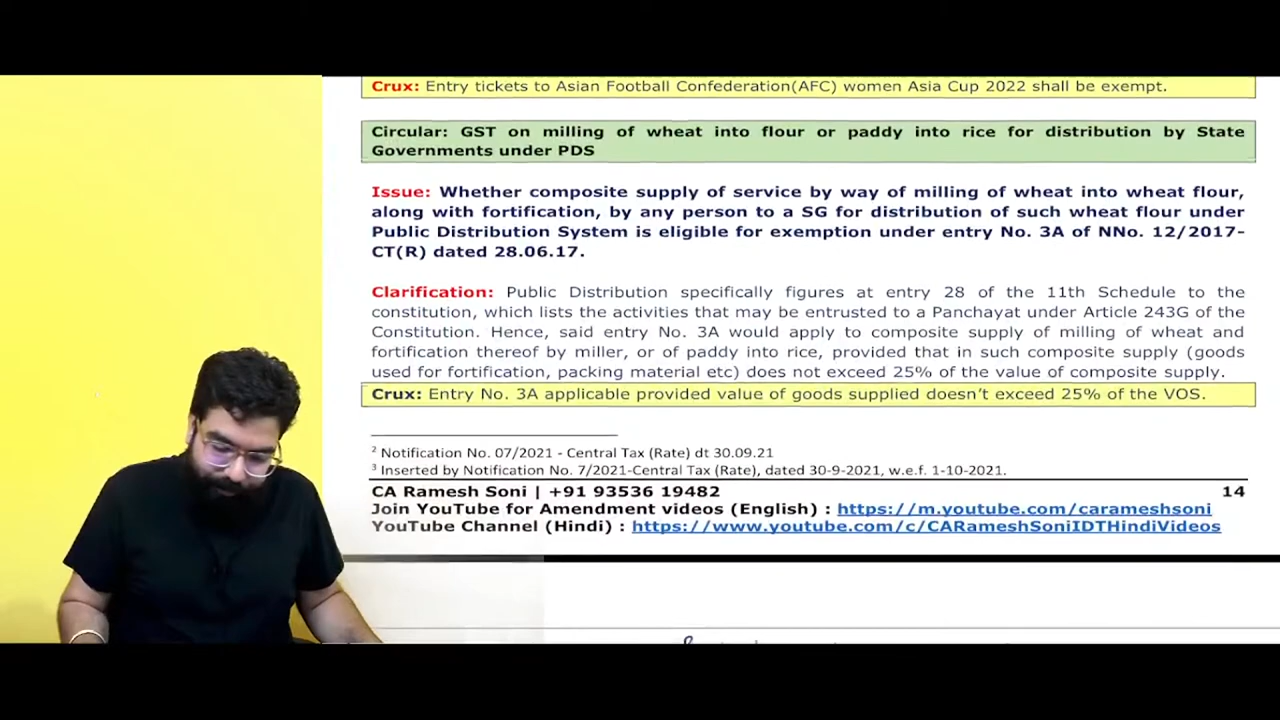 Crux: Entry tickets to Asian Football Confederation(AFC) women Asia Cup 2022 shall be exempt.
Circular: GST on milling of wheat into flour or paddy into rice for distribution by State
Governments under PDS
Issue: Whether composite supply of service by way of milling of wheat into wheat flour,
along with fortification, by any person to a SG for distribution of such wheat flour under
Public Distribution System is eligible for exemption under entry No. 3A of NNo. 12/2017-
CT(R) dated 28.06.17.
Clarification: Public Distribution specifically figures at entry 28 of the 11th Schedule to the
constitution, which lists the activities that may be entrusted to a Panchayat under Article 243G of the
Constitution. Hence, said entry No. 3A would apply to composite supply of milling of wheat and
fortification thereof by miller, or of paddy into rice, provided that in such composite supply (goods
used for fortification, packing material etc) does not exceed 25% of the value of composite supply.
Crux: Entry No. 3A applicable provided value of goods supplied doesn’t exceed 25% of the VOS.
2 Notification No. 07/2021 - Central Tax (Rate) dt 30.09.21
3 Inserted by Notification No. 7/2021-Central Tax (Rate), dated 30-9-2021, w.e.f. 1-10-2021.
CA Ramesh Soni | +91 93536 19482 14
Join YouTube for Amendment videos (English) : https://m.youtube.com/carameshsoni
YouTube Channel (Hindi) : https://www.youtube.com/c/CARameshSoniIDTHindiVideos